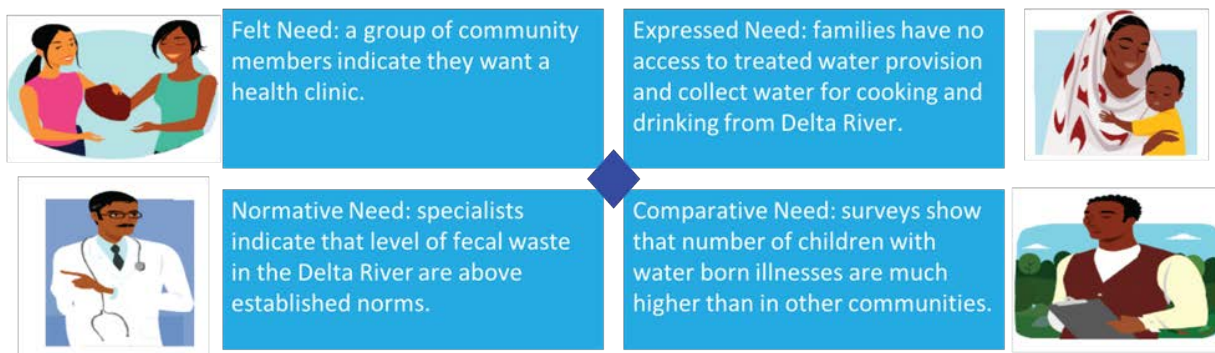 Felt Need: a group of community
members indicate they want a
health clinic.
Expressed Need: families have no
access to treated water provision
and collect water for cooking and
drinking from Delta River.
Normative Need: specialists
indicate that level of fecal waste
in the Delta River are above
established norms.
Comparative Need: surveys show
that number of children with
water born illnesses are much
higher than in other communities.